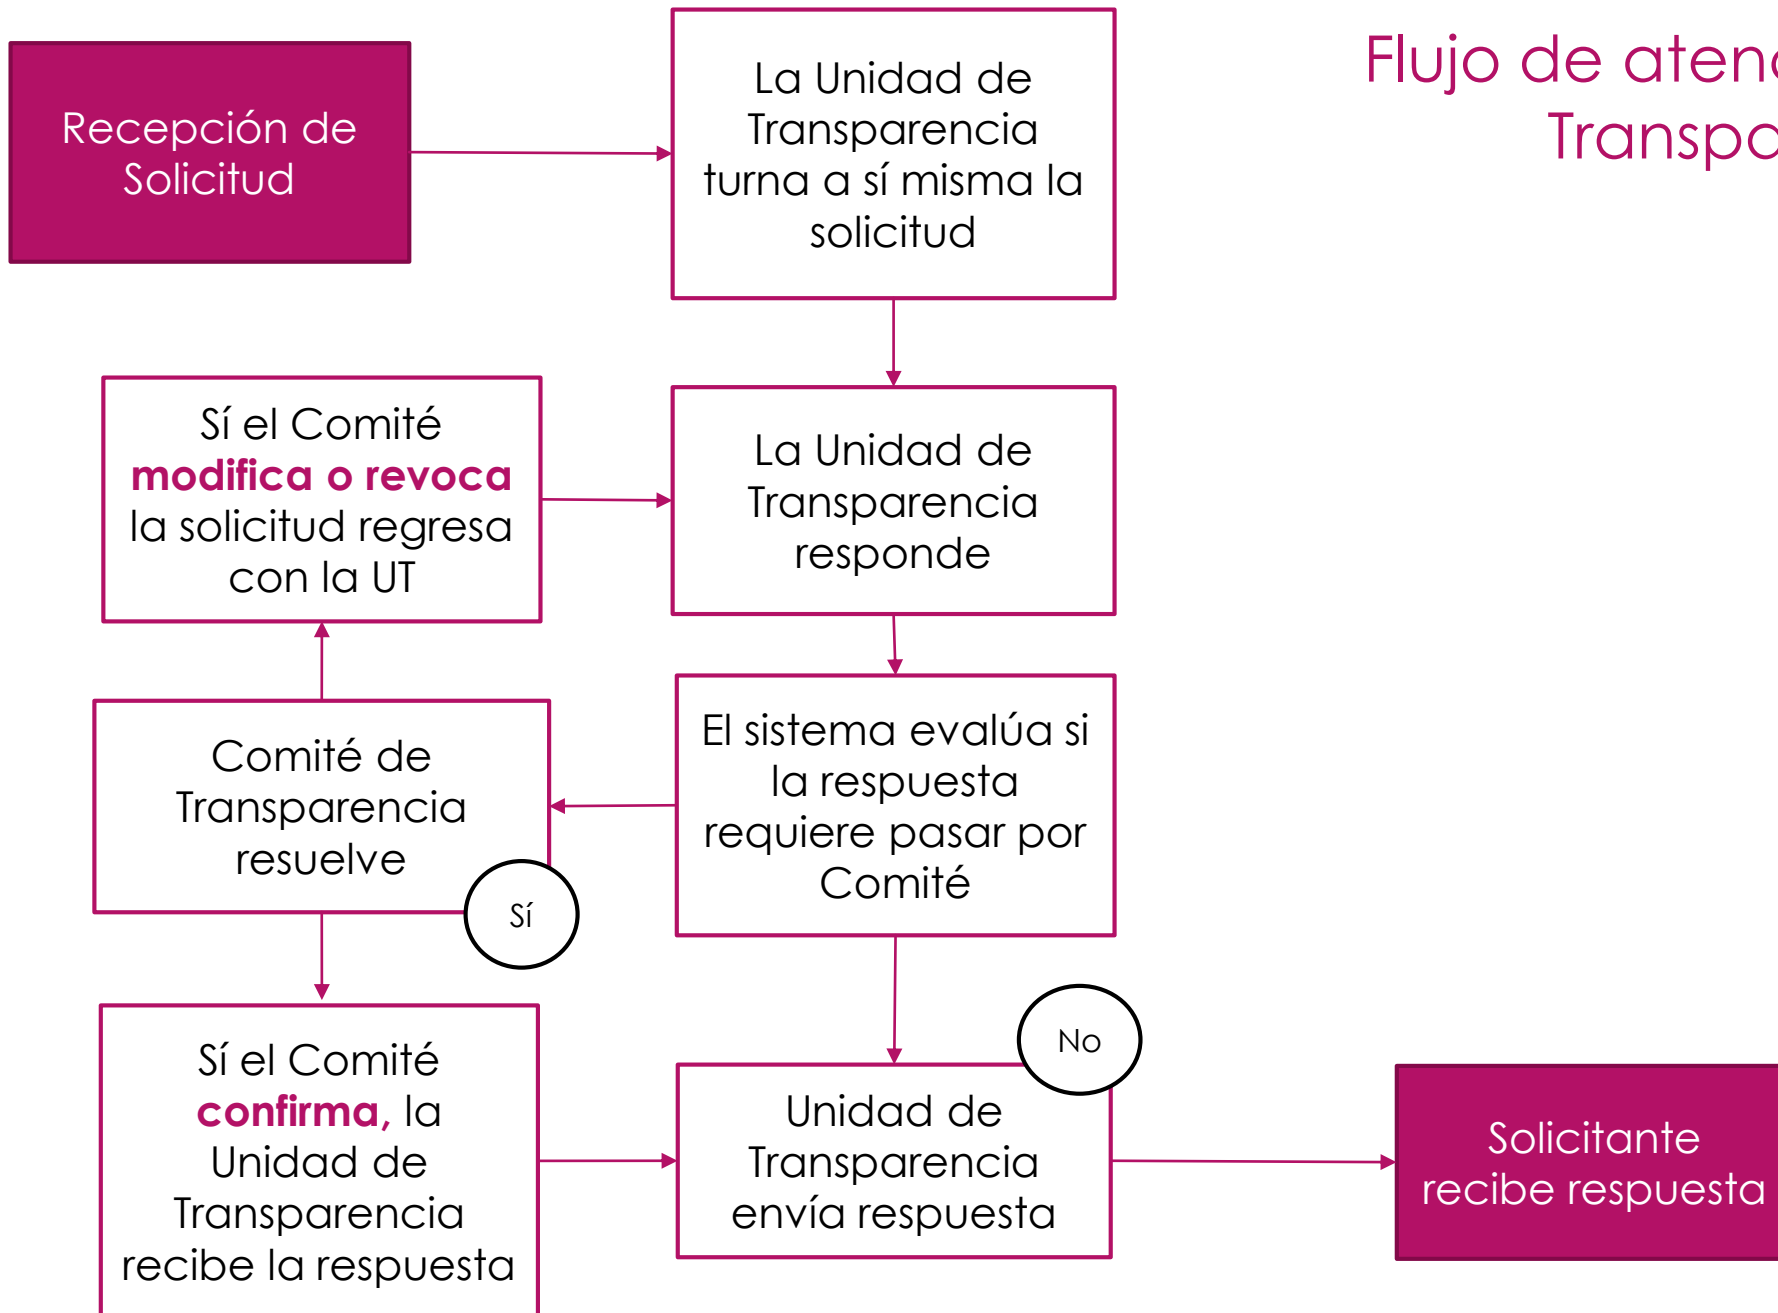 Flujo de aten
Transpa
Recepción de
Solicitud
La Unidad de
Transparencia
turna a sí misma la
solicitud
Sí el Comité
modifica o revoca
la solicitud regresa
con la UT
La Unidad de
Transparencia
responde
Comité de
Transparencia
resuelve
Sí
El sistema evalúa si
la respuesta
requiere pasar por
Comité
No
Sí el Comité
confirma, la
Unidad de
Transparencia
recibe la respuesta
Unidad de
Transparencia
envía respuesta
Solicitante
recibe respuesta